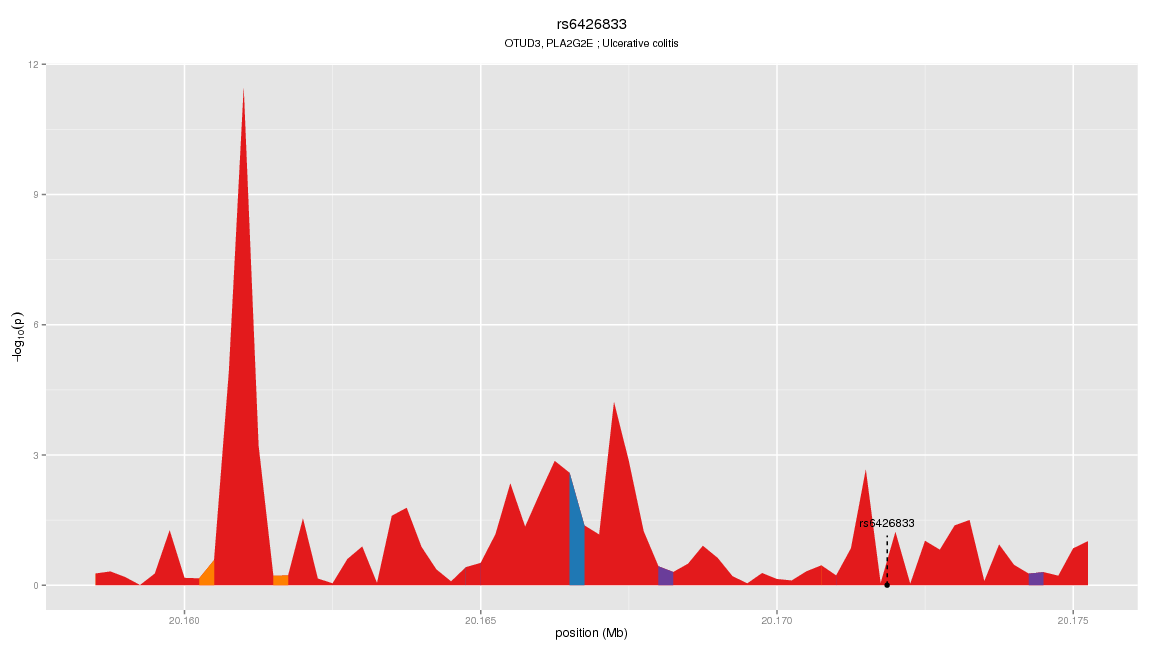 rs6426833
OTUD3, PLA2G2E ; Ulcerative colitis
12
9
6
3
0
−log10(p)
rs6426833
20.160
20.165
20.170
20.175
position (Mb)